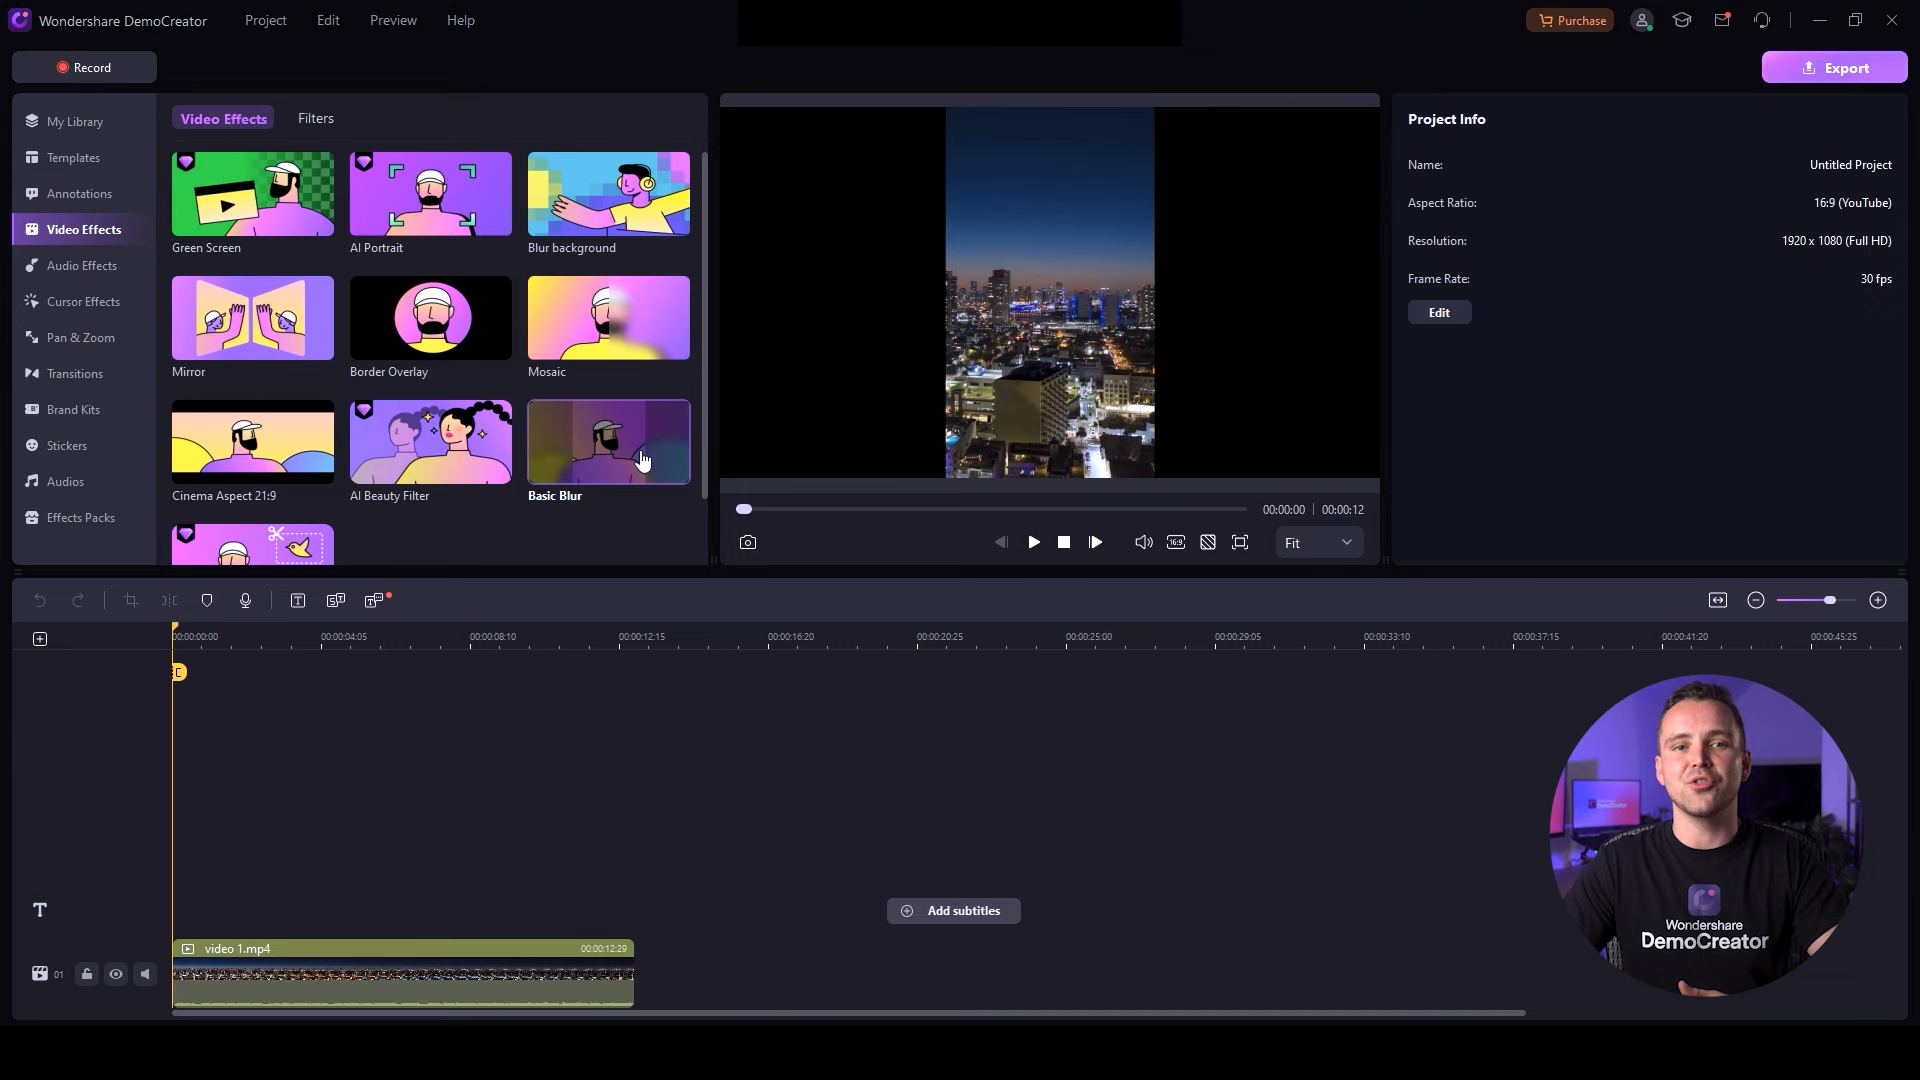 Wondershare DemoCreator
Project
Edit
Preview
Help
Purchase
Record
Export
My Library
Templates
Annotations
Video Effects
Audio Effects
Cursor Effects
Pan & Zoom
Transitions
Brand Kits
Stickers
Audios
Effects Packs
Video Effects
Filters
Green Screen
AI Portrait
Blur background
Mirror
Border Overlay
Mosaic
Cinema Aspect 21:9
AI Beauty Filter
Basic Blur
00:00:00
00:00:12
16:9
Fit
Project Info
Name:
Untitled Project
Aspect Ratio:
16:9 (YouTube)
Resolution:
1920 x 1080 (Full HD)
Frame Rate:
30 fps
Edit
00:00:00:00
00:00:04:05
00:00:08:10
00:00:12:15
00:00:16:20
00:00:20:25
00:00:25:00
00:00:29:05
00:00:33:10
00:00:37:15
00:00:41:20
00:00:45:25
Add subtitles
video 1.mp4
00:00:12:29
01
Wondershare
DemoCreator